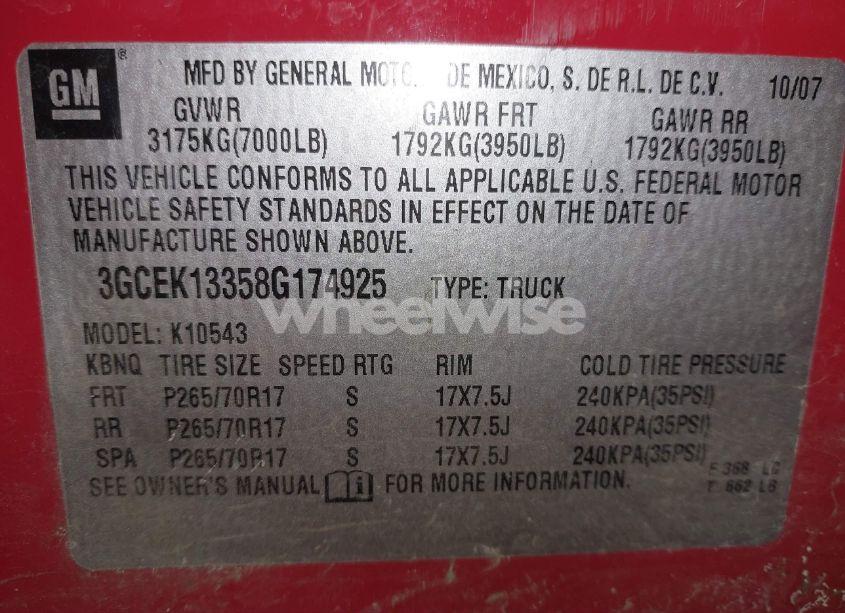 GM ®
MFD BY GENERAL MOTO. DE MEXICO, S. DE R.L. DE C.V. 10/07
GVWR GAWR FRT GAWR RR
3175KG(7000LB) 1792KG(3950LB) 1792KG(3950LB)
THIS VEHICLE CONFORMS TO ALL APPLICABLE U.S. FEDERAL MOTOR
VEHICLE SAFETY STANDARDS IN EFFECT ON THE DATE OF
MANUFACTURE SHOWN ABOVE.
3GCEK13358G174925 TYPE: TRUCK
wheelwise
MODEL: K10543
KBNQ TIRE SIZE SPEED RTG RIM COLD TIRE PRESSURE
FRT P265/70R17 S 17X7.5J 240KPA(35PSI)
RR P265/70R17 S 17X7.5J 240KPA(35PSI)
SPA P265/70R17 S 17X7.5J 240KPA(35PSI)
SEE OWNER'S MANUAL i FOR MORE INFORMATION.
F 368
T 662